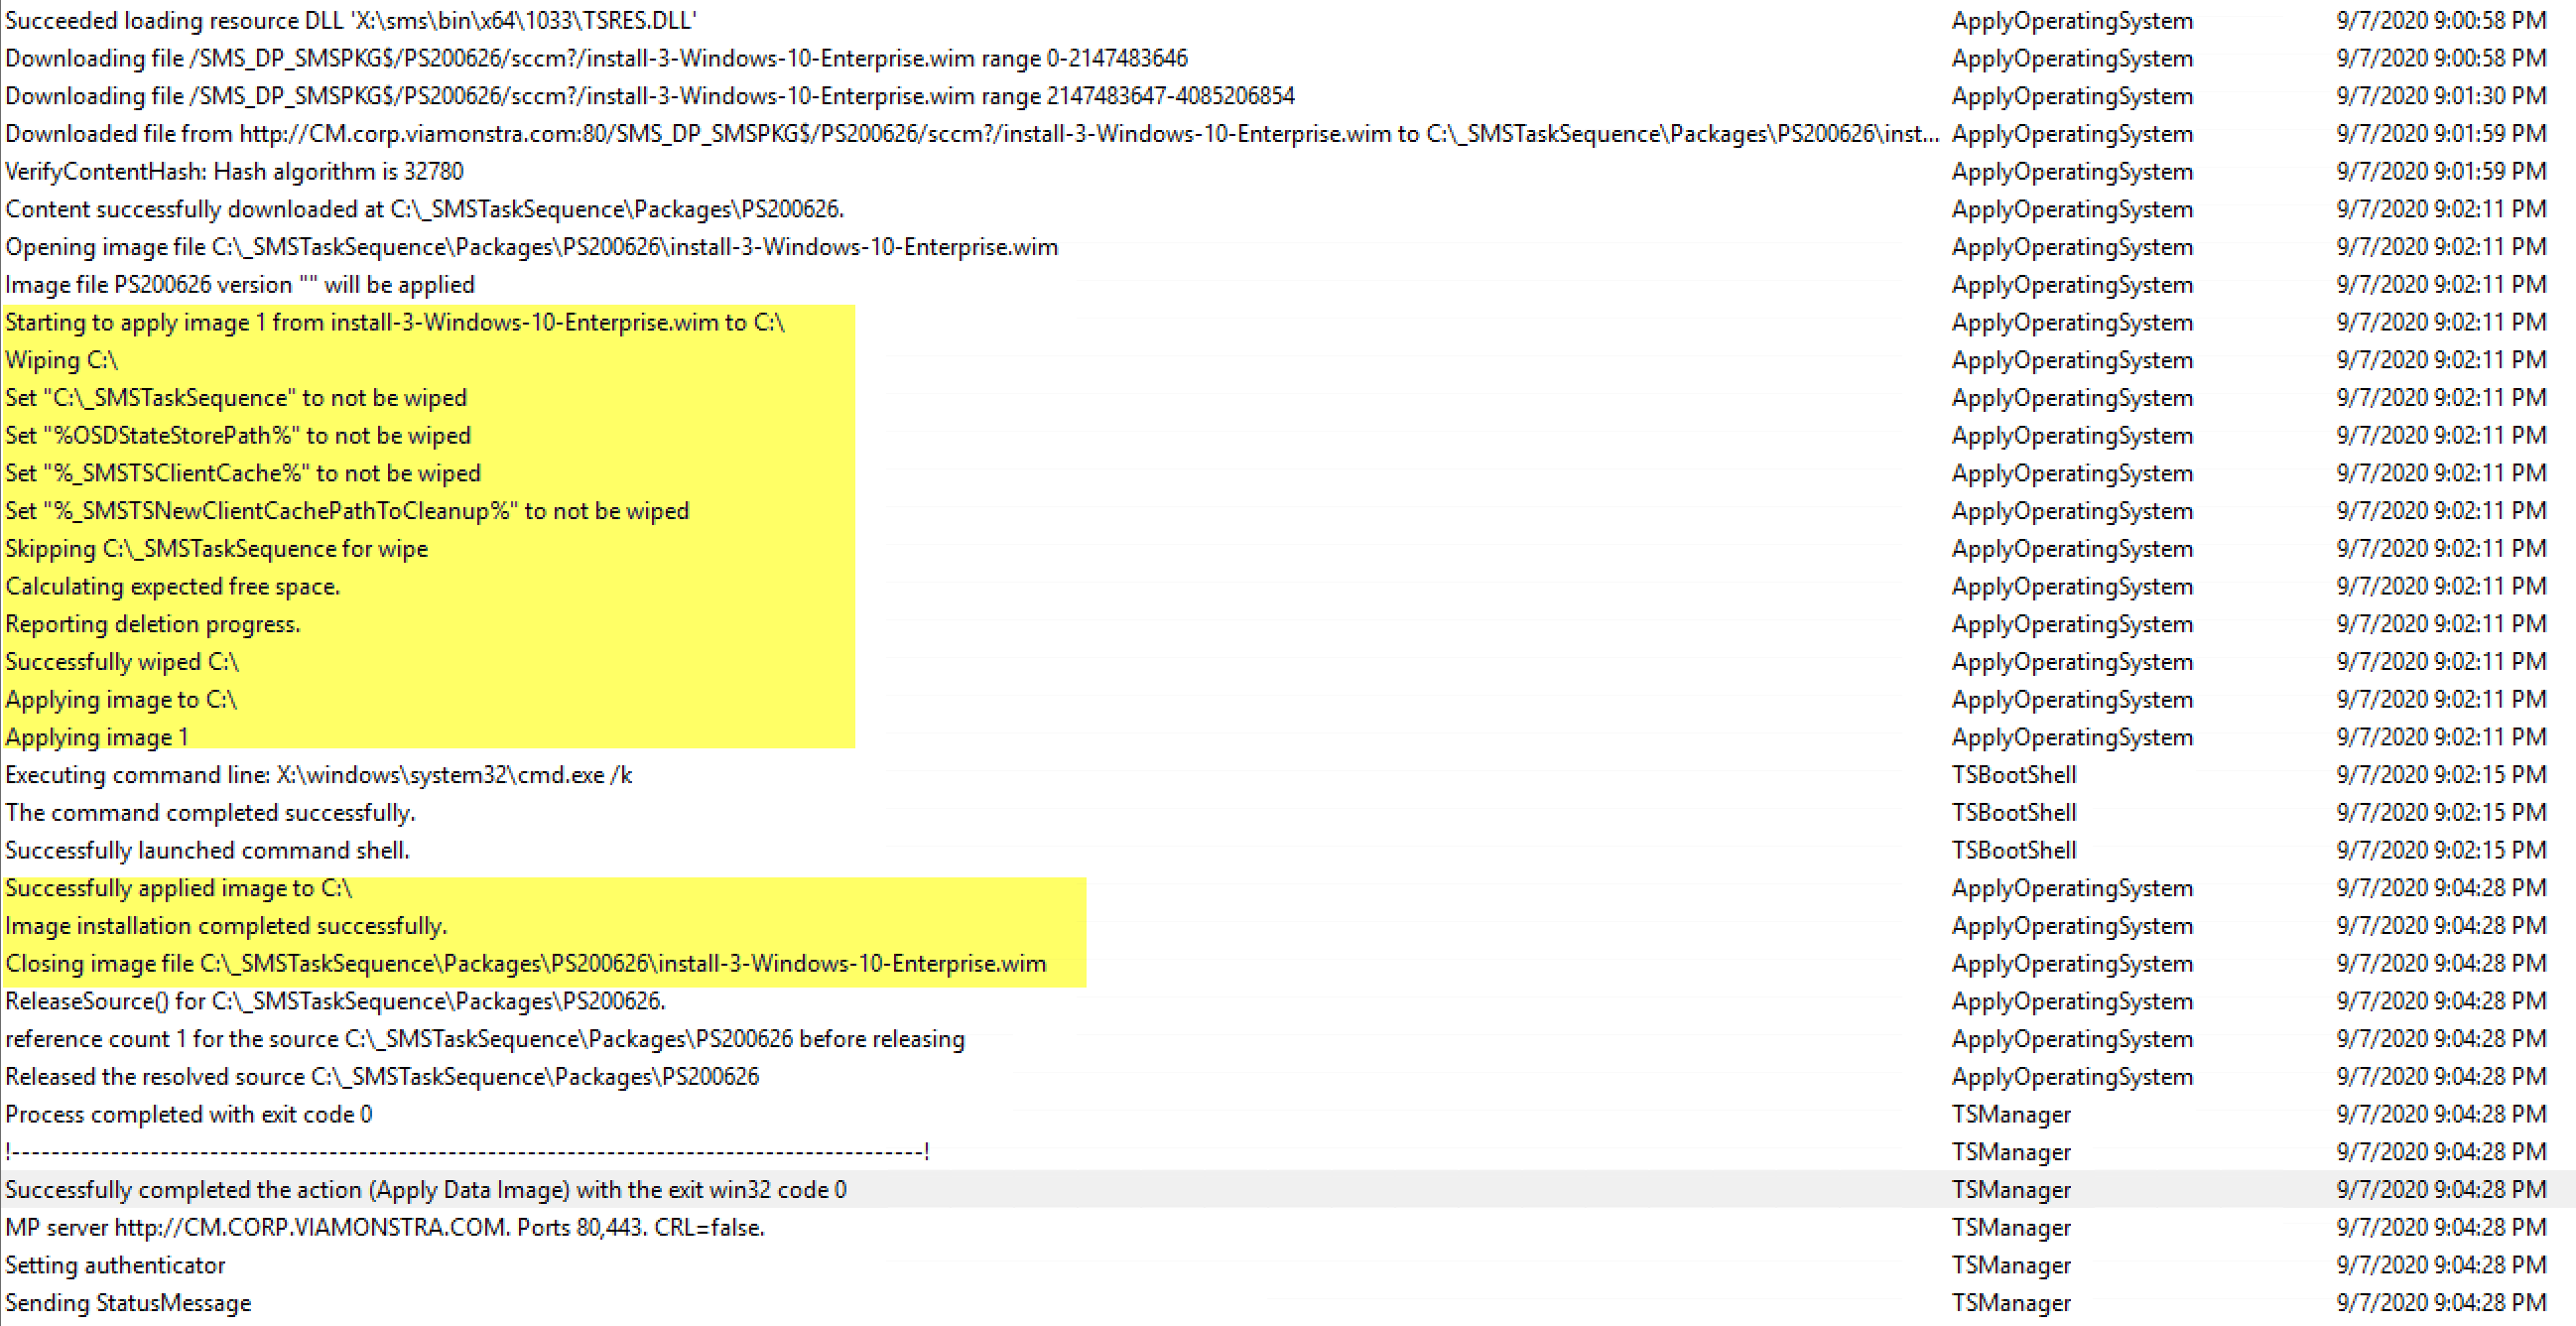 Succeeded loading resource DLL 'X:\sms\bin\x64\1033\TSRES.DLL' ApplyOperatingSystem 9/7/2020 9:00:58 PM
Downloading file /SMS_DP_SMSPKG$/PS200626/sccm?/install-3-Windows-10-Enterprise.wim range 0-2147483646 ApplyOperatingSystem 9/7/2020 9:00:58 PM
Downloading file /SMS_DP_SMSPKG$/PS200626/sccm?/install-3-Windows-10-Enterprise.wim range 2147483647-4085206854 ApplyOperatingSystem 9/7/2020 9:01:30 PM
Downloaded file from http://CM.corp.viamonstra.com:80/SMS_DP_SMSPKG$/PS200626/sccm?/install-3-Windows-10-Enterprise.wim to C:\_SMSTaskSequence\Packages\PS200626\inst... ApplyOperatingSystem 9/7/2020 9:01:59 PM
VerifyContentHash: Hash algorithm is 32780 ApplyOperatingSystem 9/7/2020 9:01:59 PM
Content successfully downloaded at C:\_SMSTaskSequence\Packages\PS200626. ApplyOperatingSystem 9/7/2020 9:02:11 PM
Opening image file C:\_SMSTaskSequence\Packages\PS200626\install-3-Windows-10-Enterprise.wim ApplyOperatingSystem 9/7/2020 9:02:11 PM
Image file PS200626 version "" will be applied ApplyOperatingSystem 9/7/2020 9:02:11 PM
Starting to apply image 1 from install-3-Windows-10-Enterprise.wim to C:\ ApplyOperatingSystem 9/7/2020 9:02:11 PM
Wiping C:\ ApplyOperatingSystem 9/7/2020 9:02:11 PM
Set "C:\_SMSTaskSequence" to not be wiped ApplyOperatingSystem 9/7/2020 9:02:11 PM
Set "%OSDStateStorePath%" to not be wiped ApplyOperatingSystem 9/7/2020 9:02:11 PM
Set "%_SMSTSClientCache%" to not be wiped ApplyOperatingSystem 9/7/2020 9:02:11 PM
Set "%_SMSTSNewClientCachePathToCleanup%" to not be wiped ApplyOperatingSystem 9/7/2020 9:02:11 PM
Skipping C:\_SMSTaskSequence for wipe ApplyOperatingSystem 9/7/2020 9:02:11 PM
Calculating expected free space. ApplyOperatingSystem 9/7/2020 9:02:11 PM
Reporting deletion progress. ApplyOperatingSystem 9/7/2020 9:02:11 PM
Successfully wiped C:\ ApplyOperatingSystem 9/7/2020 9:02:11 PM
Applying image to C:\ ApplyOperatingSystem 9/7/2020 9:02:11 PM
Applying image 1 ApplyOperatingSystem 9/7/2020 9:02:11 PM
Executing command line: X:\windows\system32\cmd.exe /k TSBootShell 9/7/2020 9:02:15 PM
The command completed successfully. TSBootShell 9/7/2020 9:02:15 PM
Successfully launched command shell. TSBootShell 9/7/2020 9:02:15 PM
Successfully applied image to C:\ ApplyOperatingSystem 9/7/2020 9:04:28 PM
Image installation completed successfully. ApplyOperatingSystem 9/7/2020 9:04:28 PM
Closing image file C:\_SMSTaskSequence\Packages\PS200626\install-3-Windows-10-Enterprise.wim ApplyOperatingSystem 9/7/2020 9:04:28 PM
ReleaseSource() for C:\_SMSTaskSequence\Packages\PS200626. ApplyOperatingSystem 9/7/2020 9:04:28 PM
reference count 1 for the source C:\_SMSTaskSequence\Packages\PS200626 before releasing ApplyOperatingSystem 9/7/2020 9:04:28 PM
Released the resolved source C:\_SMSTaskSequence\Packages\PS200626 ApplyOperatingSystem 9/7/2020 9:04:28 PM
Process completed with exit code 0 TSManager 9/7/2020 9:04:28 PM
!--------------------------------------------------------------------------------------------! TSManager 9/7/2020 9:04:28 PM
Successfully completed the action (Apply Data Image) with the exit win32 code 0 TSManager 9/7/2020 9:04:28 PM
MP server http://CM.CORP.VIAMONSTRA.COM. Ports 80,443. CRL=false. TSManager 9/7/2020 9:04:28 PM
Setting authenticator TSManager 9/7/2020 9:04:28 PM
Sending StatusMessage TSManager 9/7/2020 9:04:28 PM